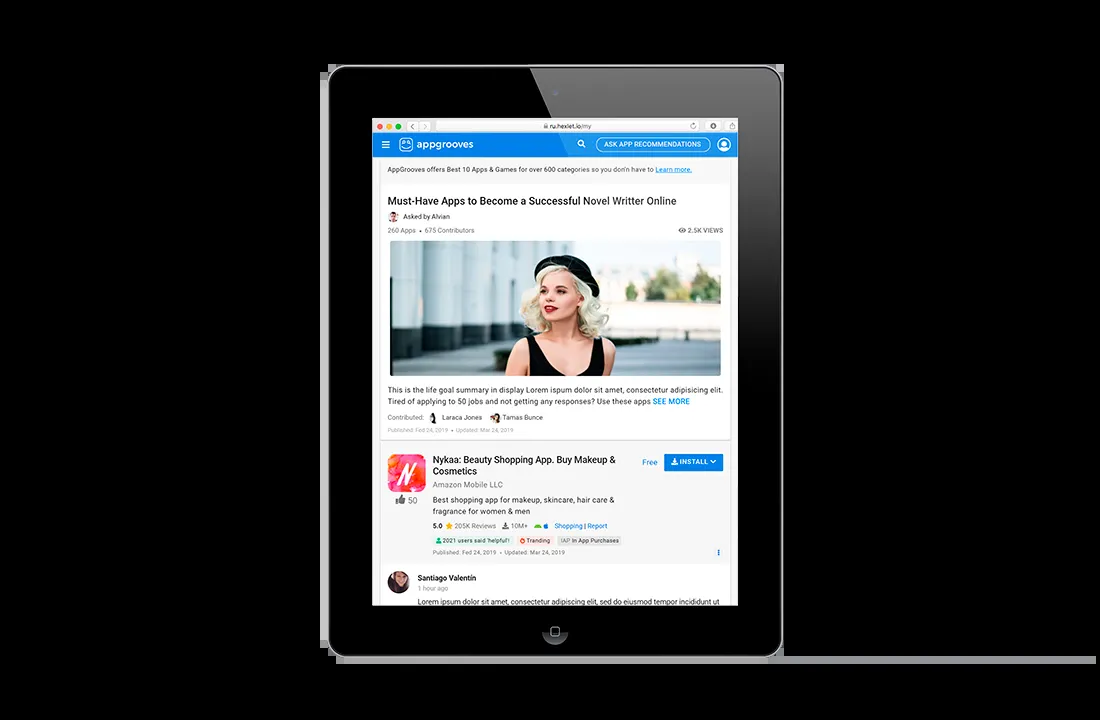 ru.hexlet.io/my
appgrooves
ASK APP RECOMMENDATIONS
AppGrooves offers Best 10 Apps & Games for over 600 categories so you don'n have to Learn more.
Must-Have Apps to Become a Successful Novel Writter Online
Asked by Alvian
260 Apps • 675 Contributors
2.5K VIEWS
This is the life goal summary in display Lorem ispum dolor sit amet, consectetur adipisicing elit.
Tired of applying to 50 jobs and not getting any responses? Use these apps SEE MORE
Contributed: Laraca Jones Tamas Bunce
Published: Fed 24, 2019 • Updated: Mar 24, 2019
N
Nykaa: Beauty Shopping App. Buy Makeup &
Cosmetics
Free
INSTALL
Amazon Mobile LLC
50
Best shopping app for makeup, skincare, hair care &
fragrance for women & men
5.0 205K Reviews 10M+ Shopping | Report
2021 users said 'helpful'! Tranding IAP In App Purchases
Published: Fed 24, 2019 • Updated: Mar 24, 2019
Santiago Valentín
1 hour ago
Lorem ipsum dolor sit amet, consectetur adipiscing elit, sed do eiusmod tempor incididunt ut